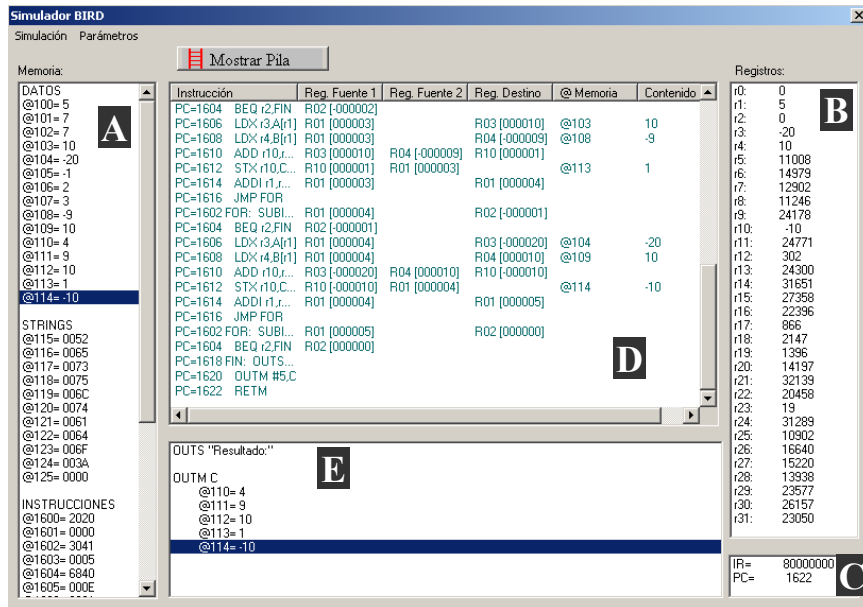 Simulador BIRD
Simulación Parámetros
Mostrar Pila
Memoria:
DATOS
@100= 5
@101= 7
@102= 7
@103= 10
@104= -20
@105= -1
@106= 2
@107= 3
@108= -9
@109= 10
@110= 4
@111= 9
@112= 10
@113= 1
@114= -10
STRINGS
@115= 0052
@116= 0065
@117= 0073
@118= 0075
@119= 006C
@120= 0074
@121= 0061
@122= 0064
@123= 006F
@124= 003A
@125= 0000
INSTRUCCIONES
@1600= 2020
@1601= 0000
@1602= 3041
@1603= 0005
@1604= 6840
@1605= 000E
A
Instrucción Reg. Fuente 1 Reg. Fuente 2 Reg. Destino @ Memoria Contenido
PC=1604 BEQ r2,FIN R02 [-000002]
PC=1606 LDX r3,A[r1] R01 [000003] R03 [000010] @103 10
PC=1608 LDX r4,B[r1] R01 [000003] R04 [-000009] @108 -9
PC=1610 ADD r10,r... R03 [000010] R04 [-000009] R10 [000001]
PC=1612 STX r10,C... R10 [000001] R01 [000003] @113 1
PC=1614 ADDI r1,r... R01 [000003] R01 [000004]
PC=1616 JMP FOR
PC=1602 FOR: SUBI... R01 [000004] R02 [-000001]
PC=1604 BEQ r2,FIN R02 [-000001]
PC=1606 LDX r3,A[r1] R01 [000004] R03 [-000020] @104 -20
PC=1608 LDX r4,B[r1] R01 [000004] R04 [000010] @109 10
PC=1610 ADD r10,r... R03 [-000020] R04 [000010] R10 [-000010]
PC=1612 STX r10,C... R10 [-000010] R01 [000004] @114 -10
PC=1614 ADDI r1,r... R01 [000004] R01 [000005]
PC=1616 JMP FOR
PC=1602 FOR: SUBI... R01 [000005] R02 [000000]
PC=1604 BEQ r2,FIN R02 [000000]
PC=1618 FIN: OUTS...
PC=1620 OUTM #5,C
PC=1622 RETM
D
OUTS "Resultado:"
OUTM C
@110= 4
@111= 9
@112= 10
@113= 1
@114= -10
E
Registros:
r0: 0
r1: 5
r2: 0
r3: -20
r4: 10
r5: 11008
r6: 14979
r7: 12902
r8: 11246
r9: 24178
r10: -10
r11: 24771
r12: 302
r13: 24300
r14: 31651
r15: 27358
r16: 22396
r17: 866
r18: 2147
r19: 1396
r20: 14197
r21: 32139
r22: 20458
r23: 19
r24: 31289
r25: 10902
r26: 16640
r27: 15220
r28: 13938
r29: 23577
r30: 26157
r31: 23050
B
IR= 80000000
PC= 1622
C